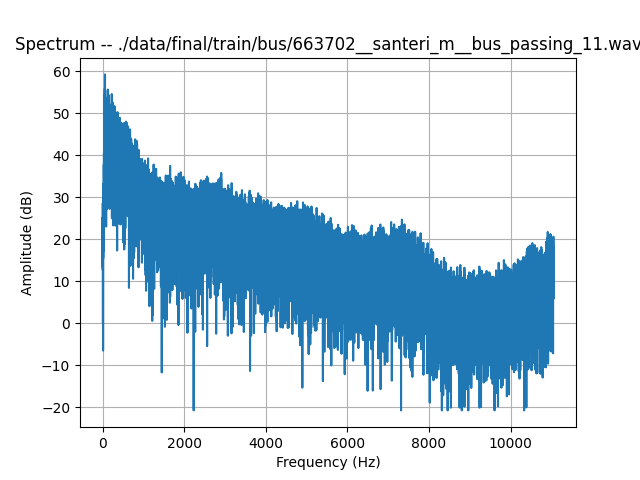 Spectrum -- ./data/final/train/bus/663702__santeri_m__bus_passing_11.wav
60
50
40
30
20
10
0
−10
−20
Amplitude (dB)
0 2000 4000 6000 8000 10000
Frequency (Hz)